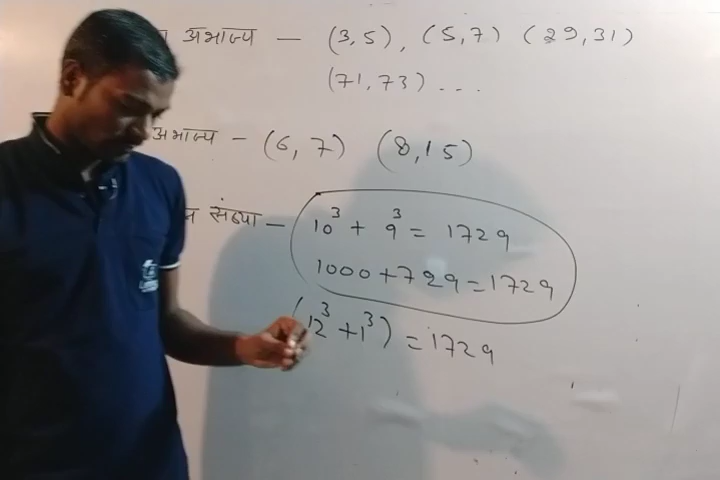 अभाज्य — (3,5), (5,7) (29,31)
(71,73) ...
अभाज्य - (6,7) (8,15)
संख्या - 10³ + 9³ = 1729
1000+729=1729
(12³+1³) = 1729